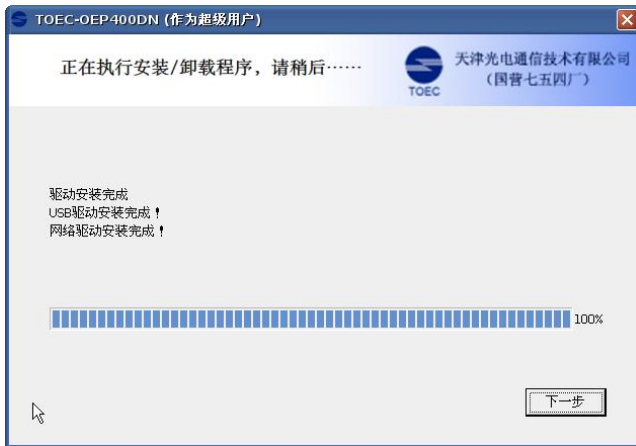 TOEC-OEP400DN (作为超级用户)
正在执行安装/卸载程序，请稍后……
TOEC
天津光电通信技术有限公司
（国营七五四厂）
驱动安装完成
USB驱动安装完成！
网络驱动安装完成！
100%
下一步